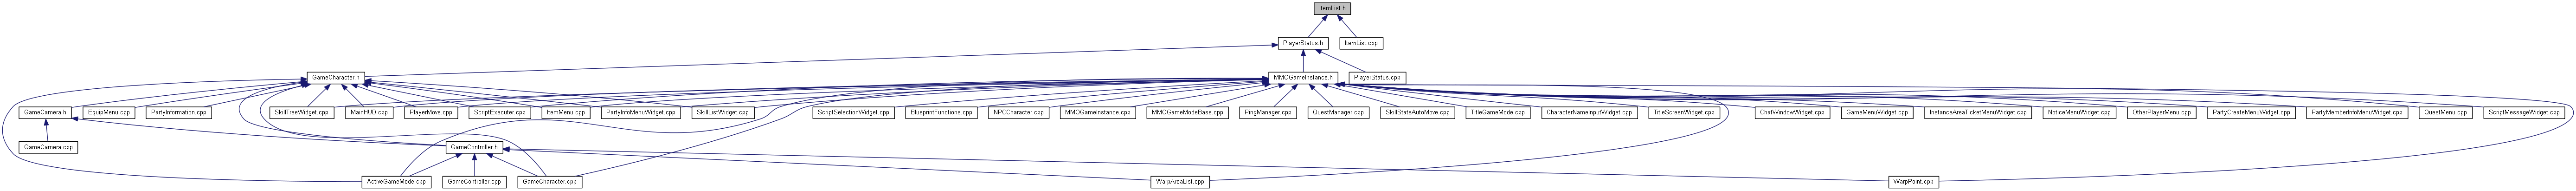 ItemList.h
PlayerStatus.h
ItemList.cpp
GameCharacter.h
MMOGameInstance.h
PlayerStatus.cpp
GameCamera.h
EquipMenu.cpp
PartyInformation.cpp
SkillTreeWidget.cpp
MainHUD.cpp
PlayerMove.cpp
ScriptExecuter.cpp
ItemMenu.cpp
PartyInfoMenuWidget.cpp
SkillListWidget.cpp
ScriptSelectionWidget.cpp
BlueprintFunctions.cpp
NPCCharacter.cpp
MMOGameInstance.cpp
MMOGameModeBase.cpp
PingManager.cpp
QuestManager.cpp
SkillStateAutoMove.cpp
TitleGameMode.cpp
CharacterNameInputWidget.cpp
TitleScreenWidget.cpp
ChatWindowWidget.cpp
GameMenuWidget.cpp
InstanceAreaTicketMenuWidget.cpp
NoticeMenuWidget.cpp
OtherPlayerMenu.cpp
PartyCreateMenuWidget.cpp
PartyMemberInfoMenuWidget.cpp
QuestMenu.cpp
ScriptMessageWidget.cpp
GameCamera.cpp
GameController.h
ActiveGameMode.cpp
GameController.cpp
GameCharacter.cpp
WarpAreaList.cpp
WarpPoint.cpp